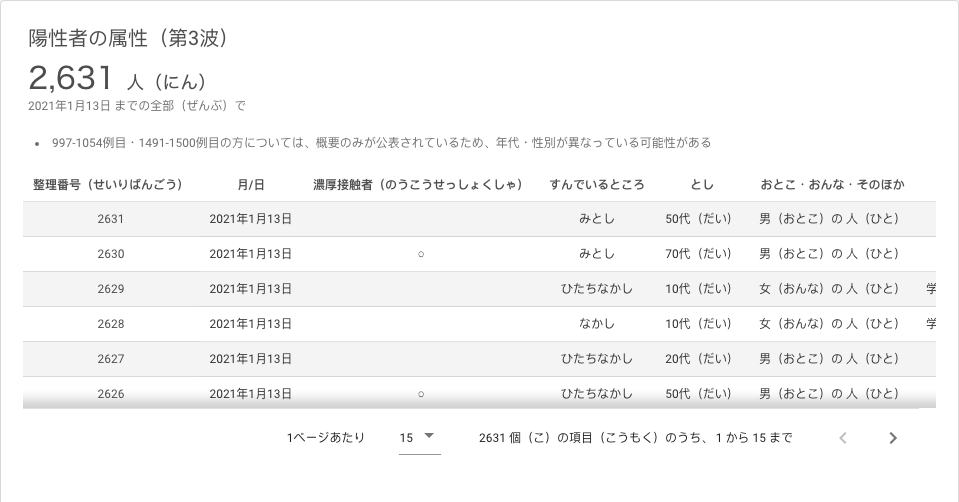 陽性者の属性（第3波）
2,631 人（にん）
2021年1月13日 までの全部（ぜんぶ）で
• 997-1054例目・1491-1500例目の方については、概要のみが公表されているため、年代・性別が異なっている可能性がある
整理番号（せいりばんごう） 月/日 濃厚接触者（のうこうせっしょくしゃ） すんでいるところ とし おとこ・おんな・そのほか
2631 2021年1月13日 みとし 50代（だい） 男（おとこ）の 人（ひと）
2630 2021年1月13日 ○ みとし 70代（だい） 男（おとこ）の 人（ひと）
2629 2021年1月13日 ひたちなかし 10代（だい） 女（おんな）の 人（ひと） 学
2628 2021年1月13日 なかし 10代（だい） 女（おんな）の 人（ひと） 学
2627 2021年1月13日 ひたちなかし 20代（だい） 男（おとこ）の 人（ひと）
2626 2021年1月13日 ○ ひたちなかし 50代（だい） 男（おとこ）の 人（ひと）
1ページあたり 15 2631 個（こ）の項目（こうもく）のうち、1 から 15 まで